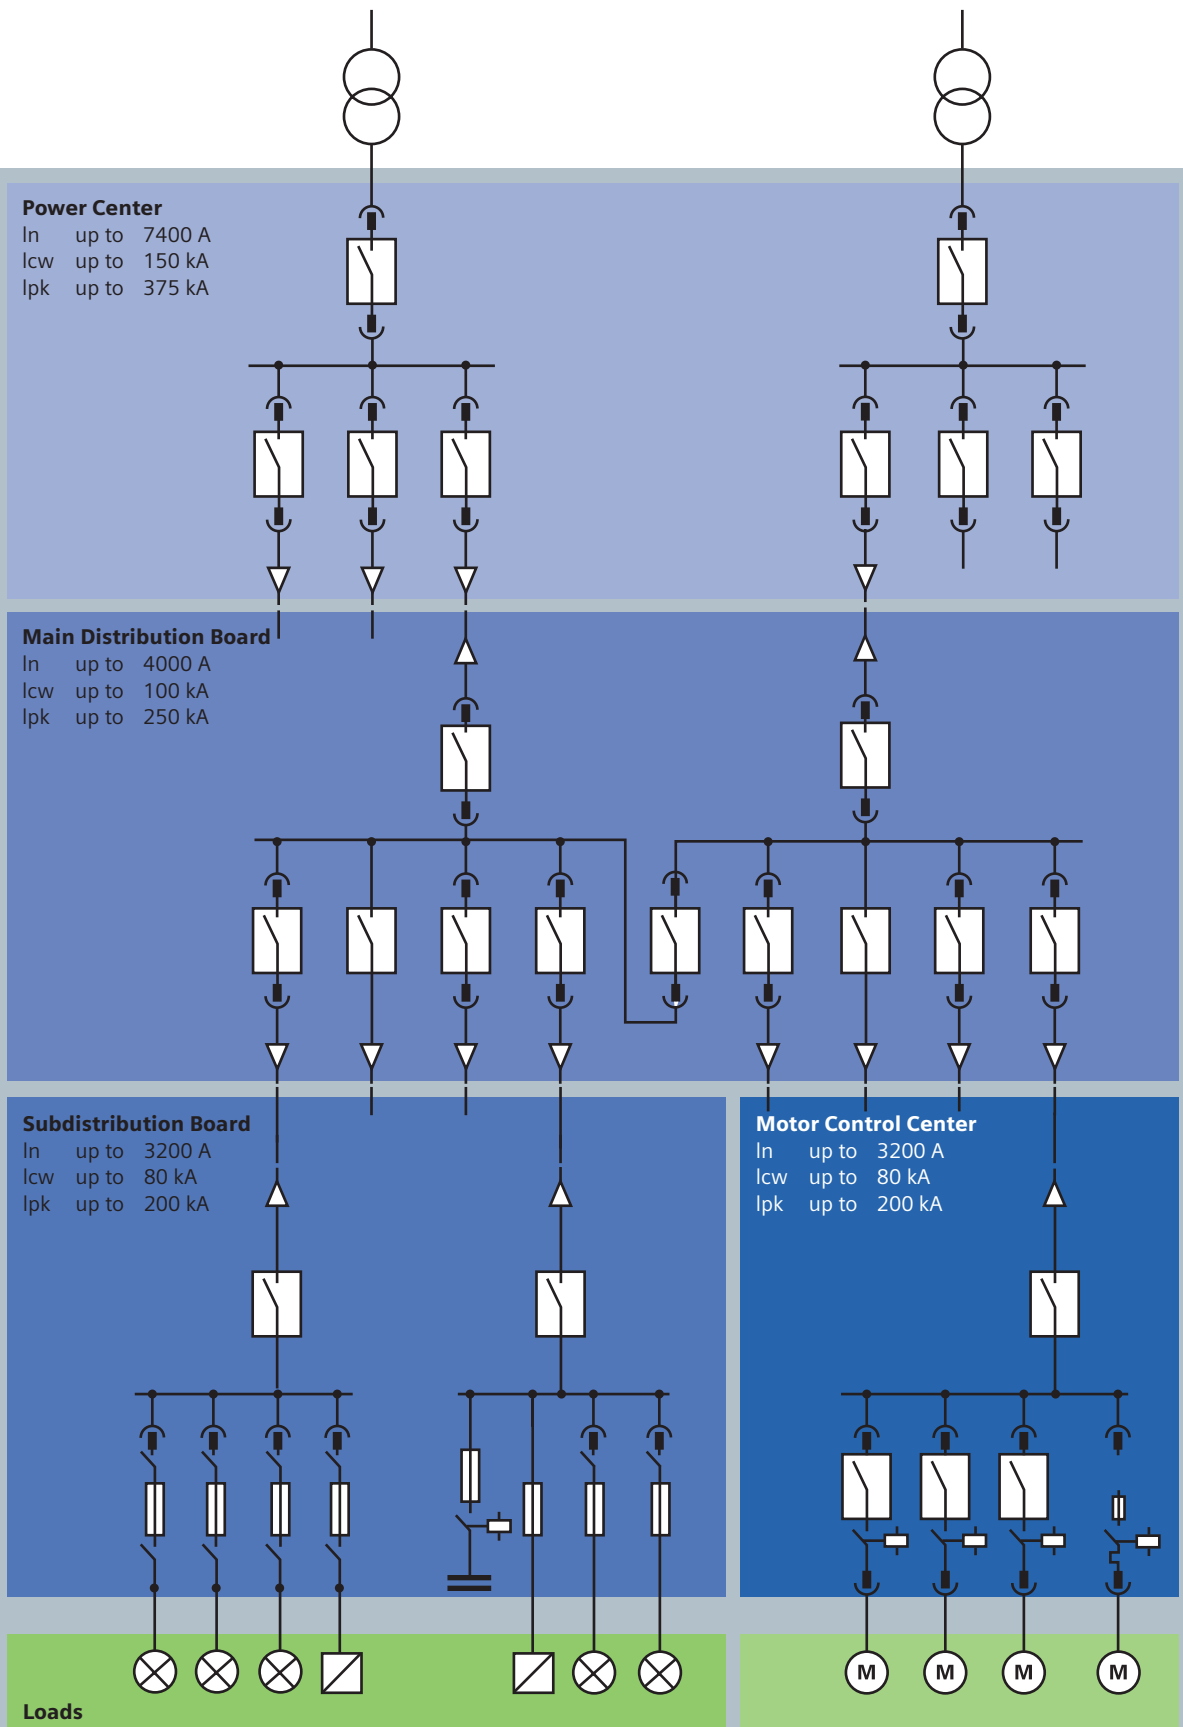 Power Center
In up to 7400 A
Icw up to 150 kA
Ipk up to 375 kA
Main Distribution Board
In up to 4000 A
Icw up to 100 kA
Ipk up to 250 kA
Subdistribution Board
In up to 3200 A
Icw up to 80 kA
Ipk up to 200 kA
Motor Control Center
In up to 3200 A
Icw up to 80 kA
Ipk up to 200 kA
M M M M
Loads